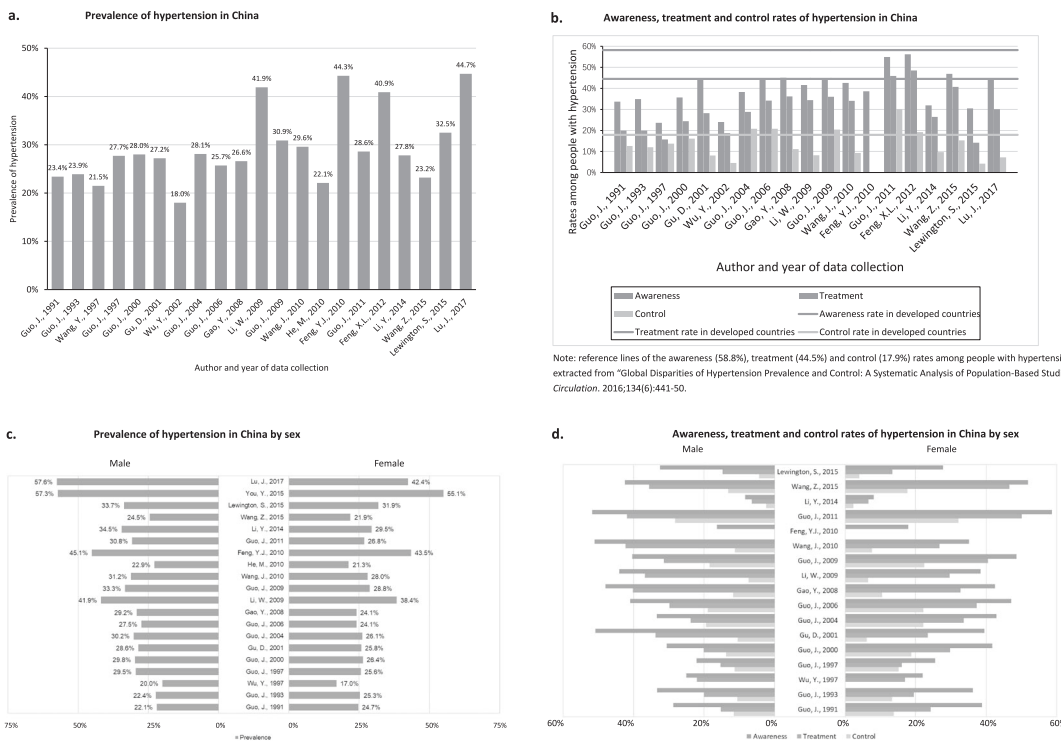 a.
Prevalence of hypertension in China
Prevalence of hypertension
50%
40%
30%
20%
10%
0%
23.4%
23.9%
21.5%
27.7%
28.0%
27.2%
18.0%
28.1%
25.7%
26.6%
41.9%
30.9%
29.6%
22.1%
44.3%
28.6%
40.9%
27.8%
23.2%
32.5%
44.7%
Guo, J., 1991
Guo, J., 1993
Wang, Y., 1997
Guo, J., 1997
Guo, J., 2000
Gu, D., 2001
Wu, Y., 2002
Guo, J., 2004
Guo, J., 2006
Gao, Y., 2008
Li, W., 2009
Guo, J., 2009
Wang, J., 2010
He, M., 2010
Feng, Y.J., 2010
Guo, J., 2011
Feng, X.L., 2012
Li, Y., 2014
Wang, Z., 2015
Lewington, S., 2015
Lu, J., 2017
Author and year of data collection
b.
Awareness, treatment and control rates of hypertension in China
Rates among people with hypertension
60%
50%
40%
30%
20%
10%
0%
Guo, J., 1991
Guo, J., 1993
Guo, J., 1997
Guo, J., 2000
Gu, D., 2001
Wu, Y., 2002
Guo, J., 2004
Guo, J., 2006
Gao, Y., 2008
Li, W., 2009
Guo, J., 2009
Wang, J., 2010
Feng, Y.J., 2010
Guo, J., 2011
Feng, X.L., 2012
Li, Y., 2014
Wang, Z., 2015
Lewington, S., 2015
Lu, J., 2017
Author and year of data collection
Awareness
Treatment
Control
Awareness rate in developed countries
Treatment rate in developed countries
Control rate in developed countries
Note: reference lines of the awareness (58.8%), treatment (44.5%) and control (17.9%) rates among people with hypertensi
extracted from "Global Disparities of Hypertension Prevalence and Control: A Systematic Analysis of Population-Based Stud
Circulation. 2016;134(6):441-50.
c.
Prevalence of hypertension in China by sex
Male
Female
57.6% Lu, J., 2017 42.4%
57.3% You, Y., 2015 55.1%
33.7% Lewington, S., 2015 31.9%
24.5% Wang, Z., 2015 21.9%
34.5% Li, Y., 2014 29.5%
30.8% Guo, J., 2011 26.8%
45.1% Feng, Y.J., 2010 43.5%
22.9% He, M., 2010 21.3%
31.2% Wang, J., 2010 28.0%
33.3% Guo, J., 2009 28.8%
41.9% Li, W., 2009 38.4%
29.2% Gao, Y., 2008 24.1%
27.5% Guo, J., 2006 24.1%
30.2% Guo, J., 2004 26.1%
28.6% Gu, D., 2001 25.8%
29.8% Guo, J., 2000 26.4%
29.5% Guo, J., 1997 25.6%
20.0% Wu, Y., 1997 17.0%
22.4% Guo, J., 1993 25.3%
22.1% Guo, J., 1991 24.7%
75% 25% 0% 0% 25% 50% 75%
Prevalence
d.
Awareness, treatment and control rates of hypertension in China by sex
Male
Female
Lewington, S., 2015
Wang, Z., 2015
Li, Y., 2014
Guo, J., 2011
Feng, Y.J., 2010
Wang, J., 2010
Guo, J., 2009
Li, W., 2009
Gao, Y., 2008
Guo, J., 2006
Guo, J., 2004
Gu, D., 2001
Guo, J., 2000
Guo, J., 1997
Wu, Y., 1997
Guo, J., 1993
Guo, J., 1991
60% 40% 20% 0% 0% 20% 40% 60%
Awareness Treatment Control